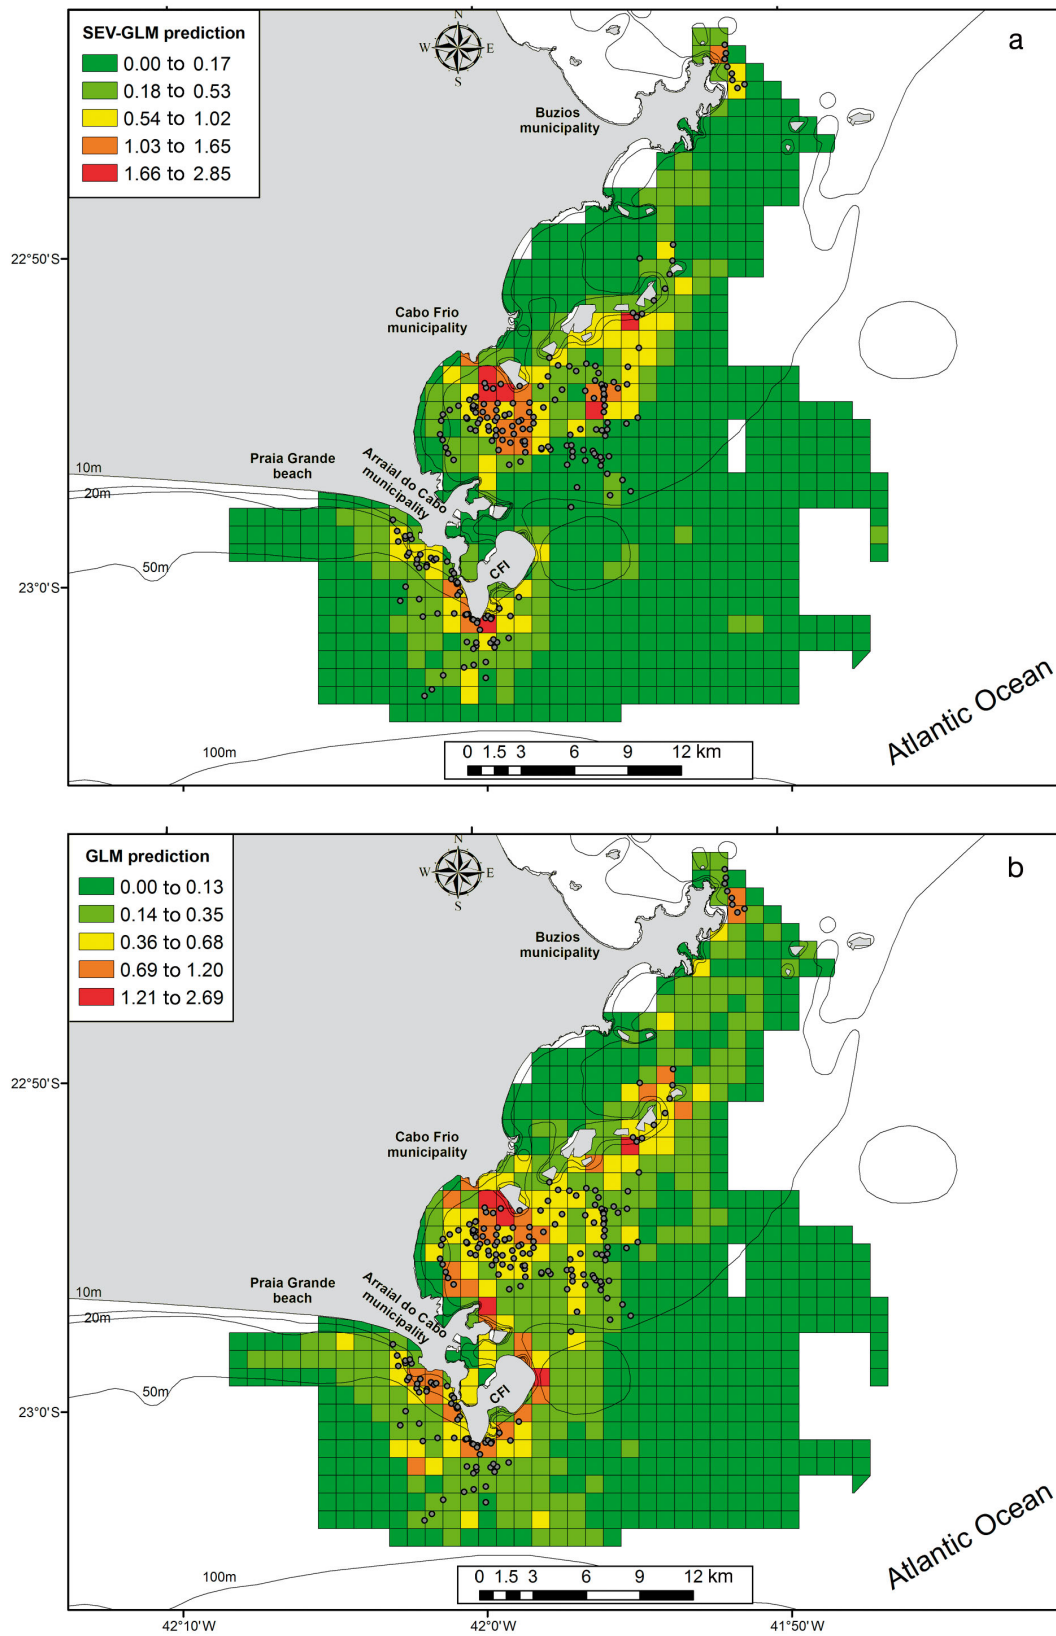 SEV-GLM prediction
0.00 to 0.17
0.18 to 0.53
0.54 to 1.02
1.03 to 1.65
1.66 to 2.85
N
W E
S
a
Buzios
municipality
22°50'S
Cabo Frio
municipality
Praia Grande
beach
Arraial do Cabo
municipality
10m
20m
50m
CFI
23°0'S
Atlantic Ocean
100m
0 1.5 3 6 9 12 km
GLM prediction
0.00 to 0.13
0.14 to 0.35
0.36 to 0.68
0.69 to 1.20
1.21 to 2.69
N
W E
S
b
Buzios
municipality
22°50'S
Cabo Frio
municipality
Praia Grande
beach
Arraial do Cabo
municipality
10m
20m
50m
CFI
23°0'S
Atlantic Ocean
100m
0 1.5 3 6 9 12 km
42°10'W 42°0'W 41°50'W